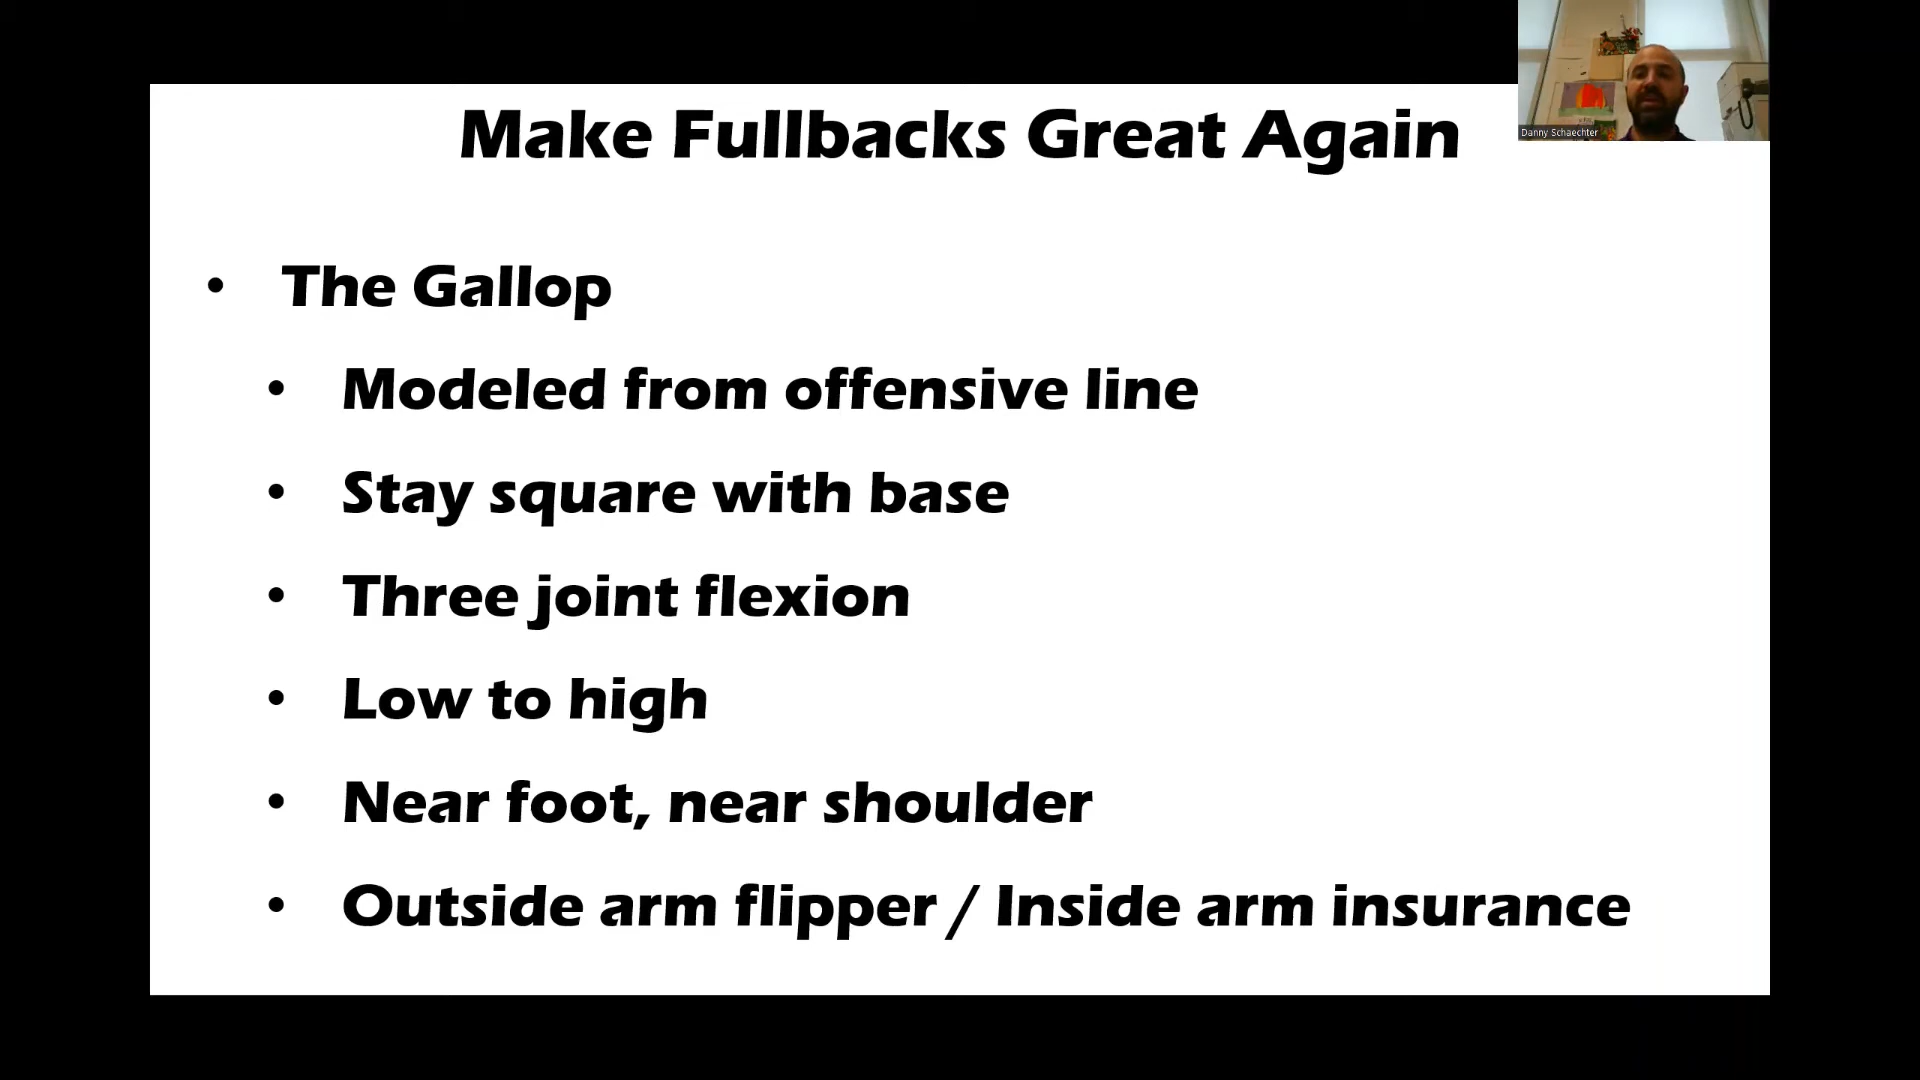 Make Fullbacks Great Again
Danny Schaechter
• The Gallop
• Modeled from offensive line
• Stay square with base
• Three joint flexion
• Low to high
• Near foot, near shoulder
• Outside arm flipper / Inside arm insurance